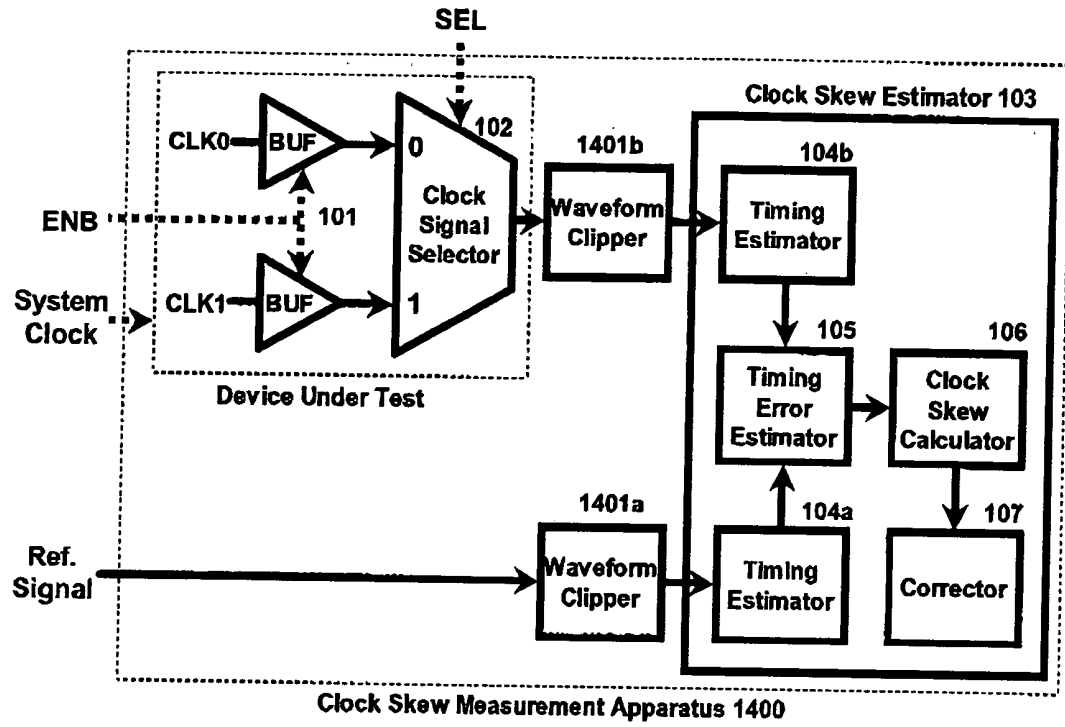 SEL
Clock Skew Estimator 103
CLK0
BUF
0
102
1401b
104b
ENB
101
Clock
Signal
Selector
Waveform
Clipper
Timing
Estimator
System
Clock
CLK1
BUF
1
105
106
Device Under Test
Timing
Error
Estimator
Clock
Skew
Calculator
1401a
104a
107
Ref.
Signal
Waveform
Clipper
Timing
Estimator
Corrector
Clock Skew Measurement Apparatus 1400